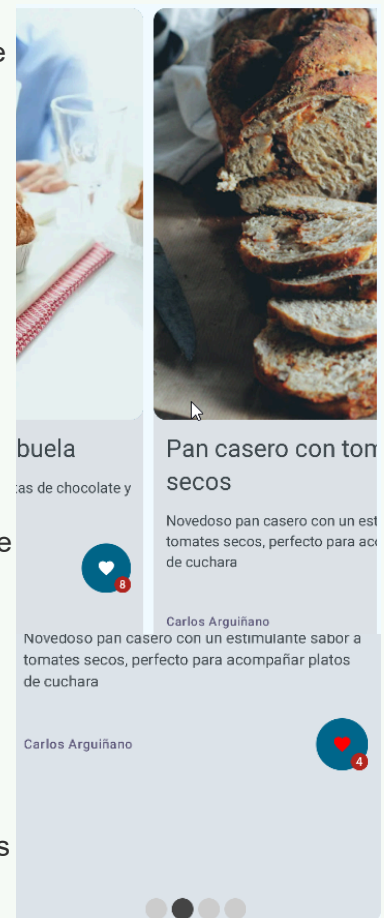 e
buela
tas de chocolate y
e
8
Pan casero con tom
secos
Novedoso pan casero con un est
tomates secos, perfecto para aco
de cuchara
Carlos Arguiñano
Novedoso pan casero con un estimulante sabor a
tomates secos, perfecto para acompañar platos
de cuchara
Carlos Arguiñano
4
s